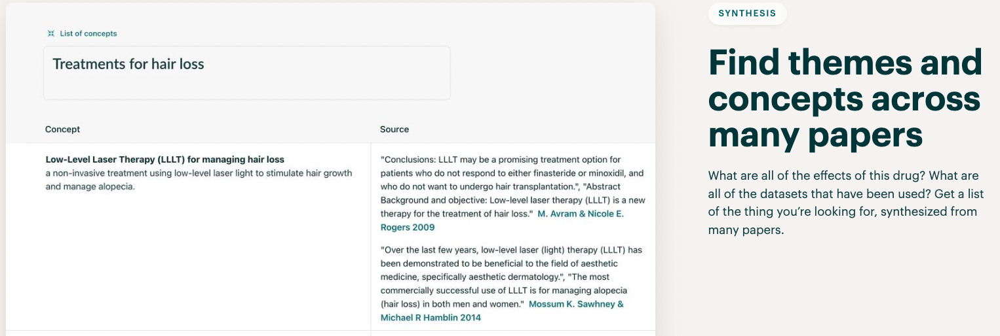 List of concepts
Treatments for hair loss
Concept
Source
Low-Level Laser Therapy (LLLT) for managing hair loss
a non-invasive treatment using low-level laser light to stimulate hair growth
and manage alopecia.
"Conclusions: LLLT may be a promising treatment option for
patients who do not respond to either finasteride or minoxidil, and
who do not want to undergo hair transplantation.", "Abstract
Background and objective: Low-level laser therapy (LLLT) is a new
therapy for the treatment of hair loss." M. Avram & Nicole E.
Rogers 2009
"Over the last few years, low-level laser (light) therapy (LLLT) has
been demonstrated to be beneficial to the field of aesthetic
medicine, specifically aesthetic dermatology.", "The most
commercially successful use of LLLT is for managing alopecia
(hair loss) in both men and women." Mossum K. Sawhney &
Michael R Hamblin 2014
SYNTHESIS
Find themes and
concepts across
many papers
What are all of the effects of this drug? What are
all of the datasets that have been used? Get a list
of the thing you’re looking for, synthesized from
many papers.